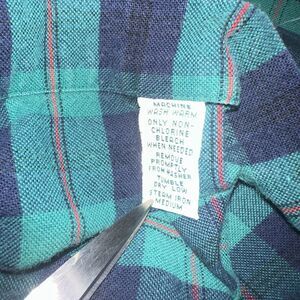 MACHINE
WASH WARM
ONLY NON-
CHLORINE
BLEACH
WHEN NEEDED
REMOVE
PROMPTLY
FROM WASHER
TUMBLE
DRY LOW
STEAM IRON
MEDIUM